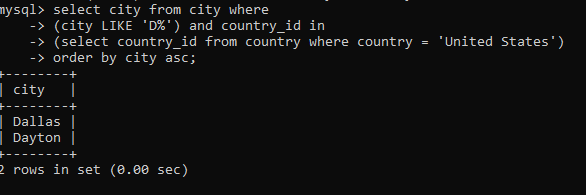 mysql> select city from city where
    -> (city LIKE 'D%') and country_id in
    -> (select country_id from country where country = 'United States')
    -> order by city asc;
+--------+
| city   |
+--------+
| Dallas |
| Dayton |
+--------+
2 rows in set (0.00 sec)